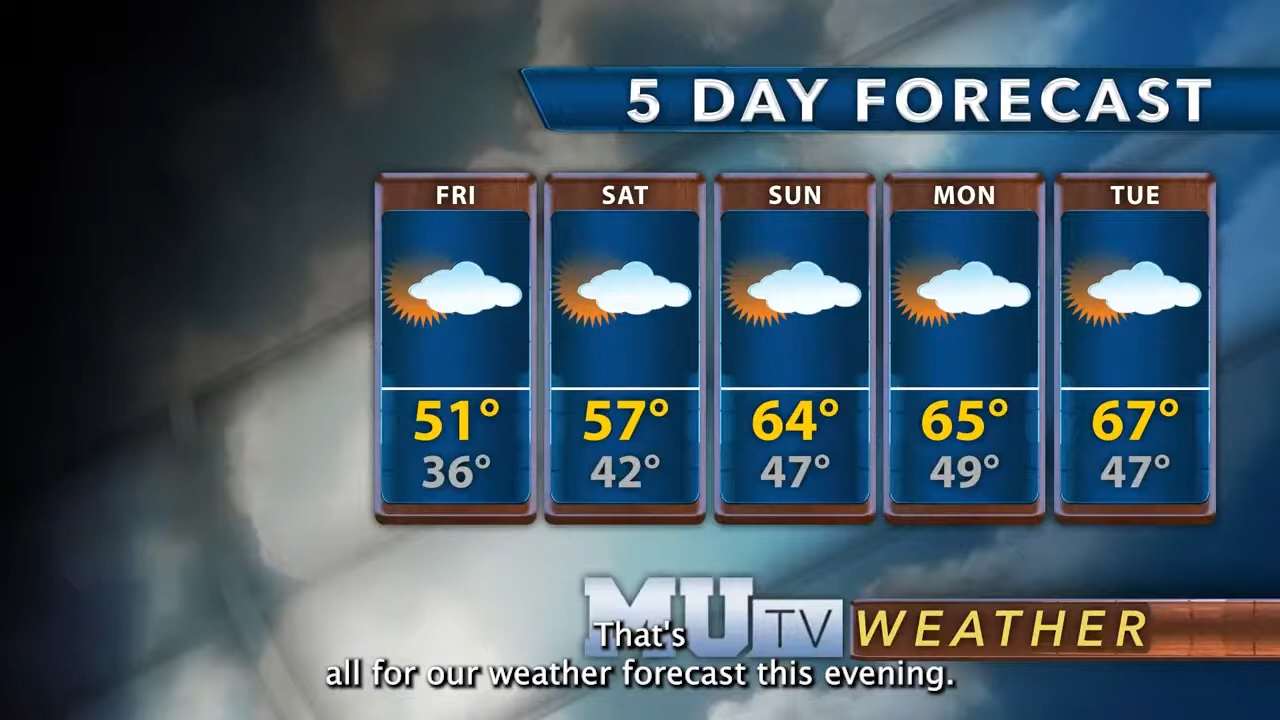 5 DAY FORECAST
FRI SAT SUN MON TUE
51° 57° 64° 65° 67°
36° 42° 47° 49° 47°
MU TV WEATHER
That's
all for our weather forecast this evening.